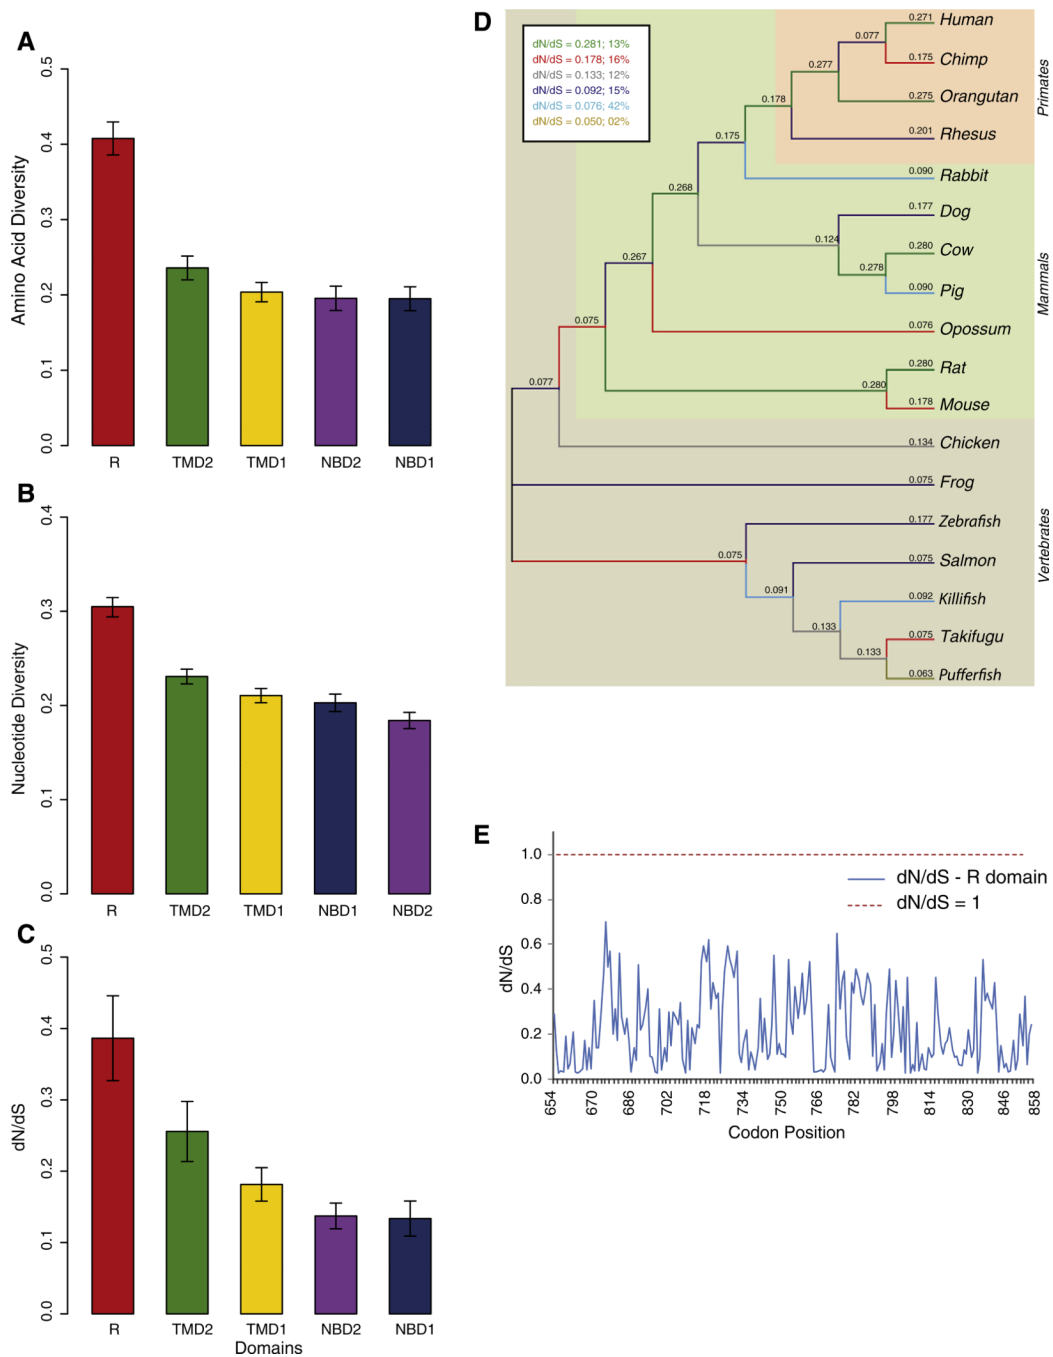 A
Amino Acid Diversity
0.5
0.4
0.3
0.2
0.1
0.0
R TMD2 TMD1 NBD2 NBD1
B
Nucleotide Diversity
0.4
0.3
0.2
0.1
0.0
R TMD2 TMD1 NBD1 NBD2
C
dN/dS
0.5
0.4
0.3
0.2
0.1
0.0
R TMD2 TMD1 NBD2 NBD1
Domains
D
dN/dS = 0.281; 13%
dN/dS = 0.178; 16%
dN/dS = 0.133; 12%
dN/dS = 0.092; 15%
dN/dS = 0.076; 42%
dN/dS = 0.050; 02%
0.271 Human
0.077
0.175 Chimp
0.277
0.275 Orangutan
0.178
0.201 Rhesus
Primates
0.175
0.090 Rabbit
0.268
0.177 Dog
0.124
0.280 Cow
0.278
0.090 Pig
0.267
Mammals
0.076 Opossum
0.075
0.280 Rat
0.280
0.178 Mouse
0.077
0.134 Chicken
0.075 Frog
0.177 Zebrafish
0.075
0.075 Salmon
0.091
0.092 Killifish
0.133
0.075 Takifugu
0.133
0.063 Pufferfish
Vertebrates
E
dN/dS
1.0
0.8
0.6
0.4
0.2
0.0
dN/dS - R domain
dN/dS = 1
654 670 686 702 718 734 750 766 782 798 814 830 846 858
Codon Position